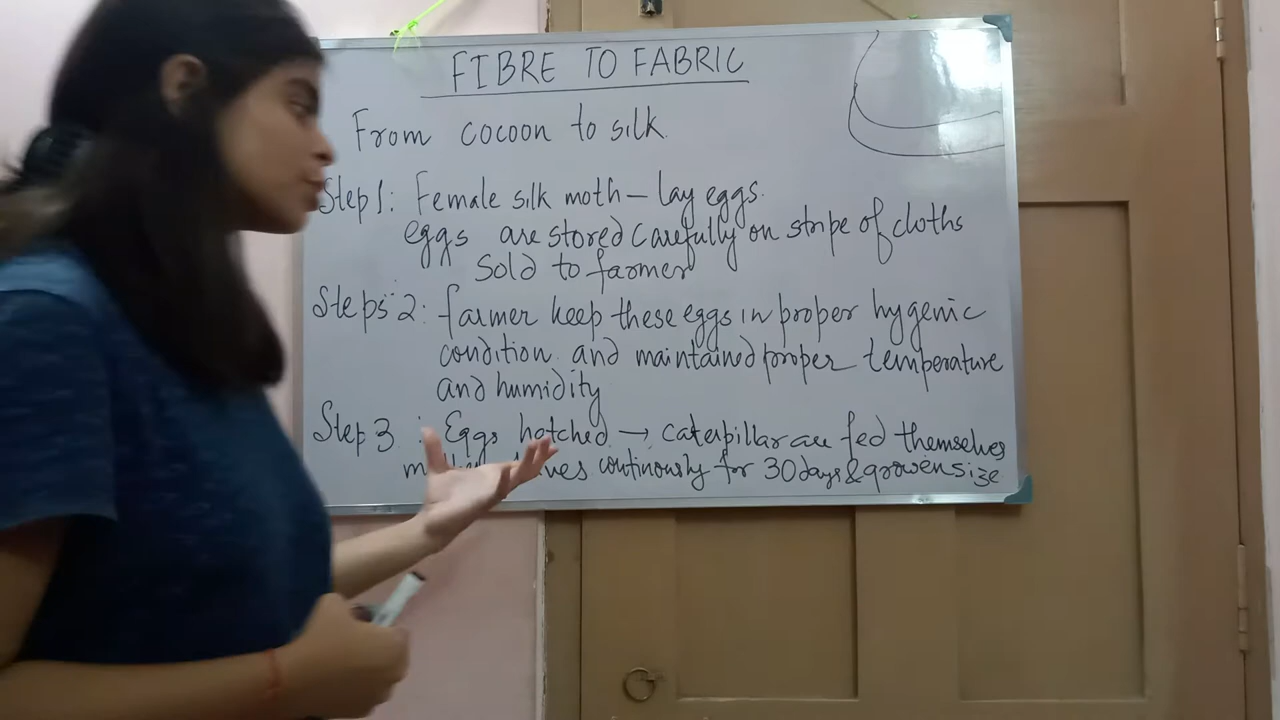 FIBRE TO FABRIC
From cocoon to silk.
Step 1: Female silk moth - lay eggs.
eggs are stored carefully on stripe of cloths
sold to farmer
Steps 2: farmer keep these eggs in proper hygenic
condition and maintained proper temperature
and humidity
Step 3 : Eggs hatched → caterpillar are fed themselves
continously for 30 days & growen size